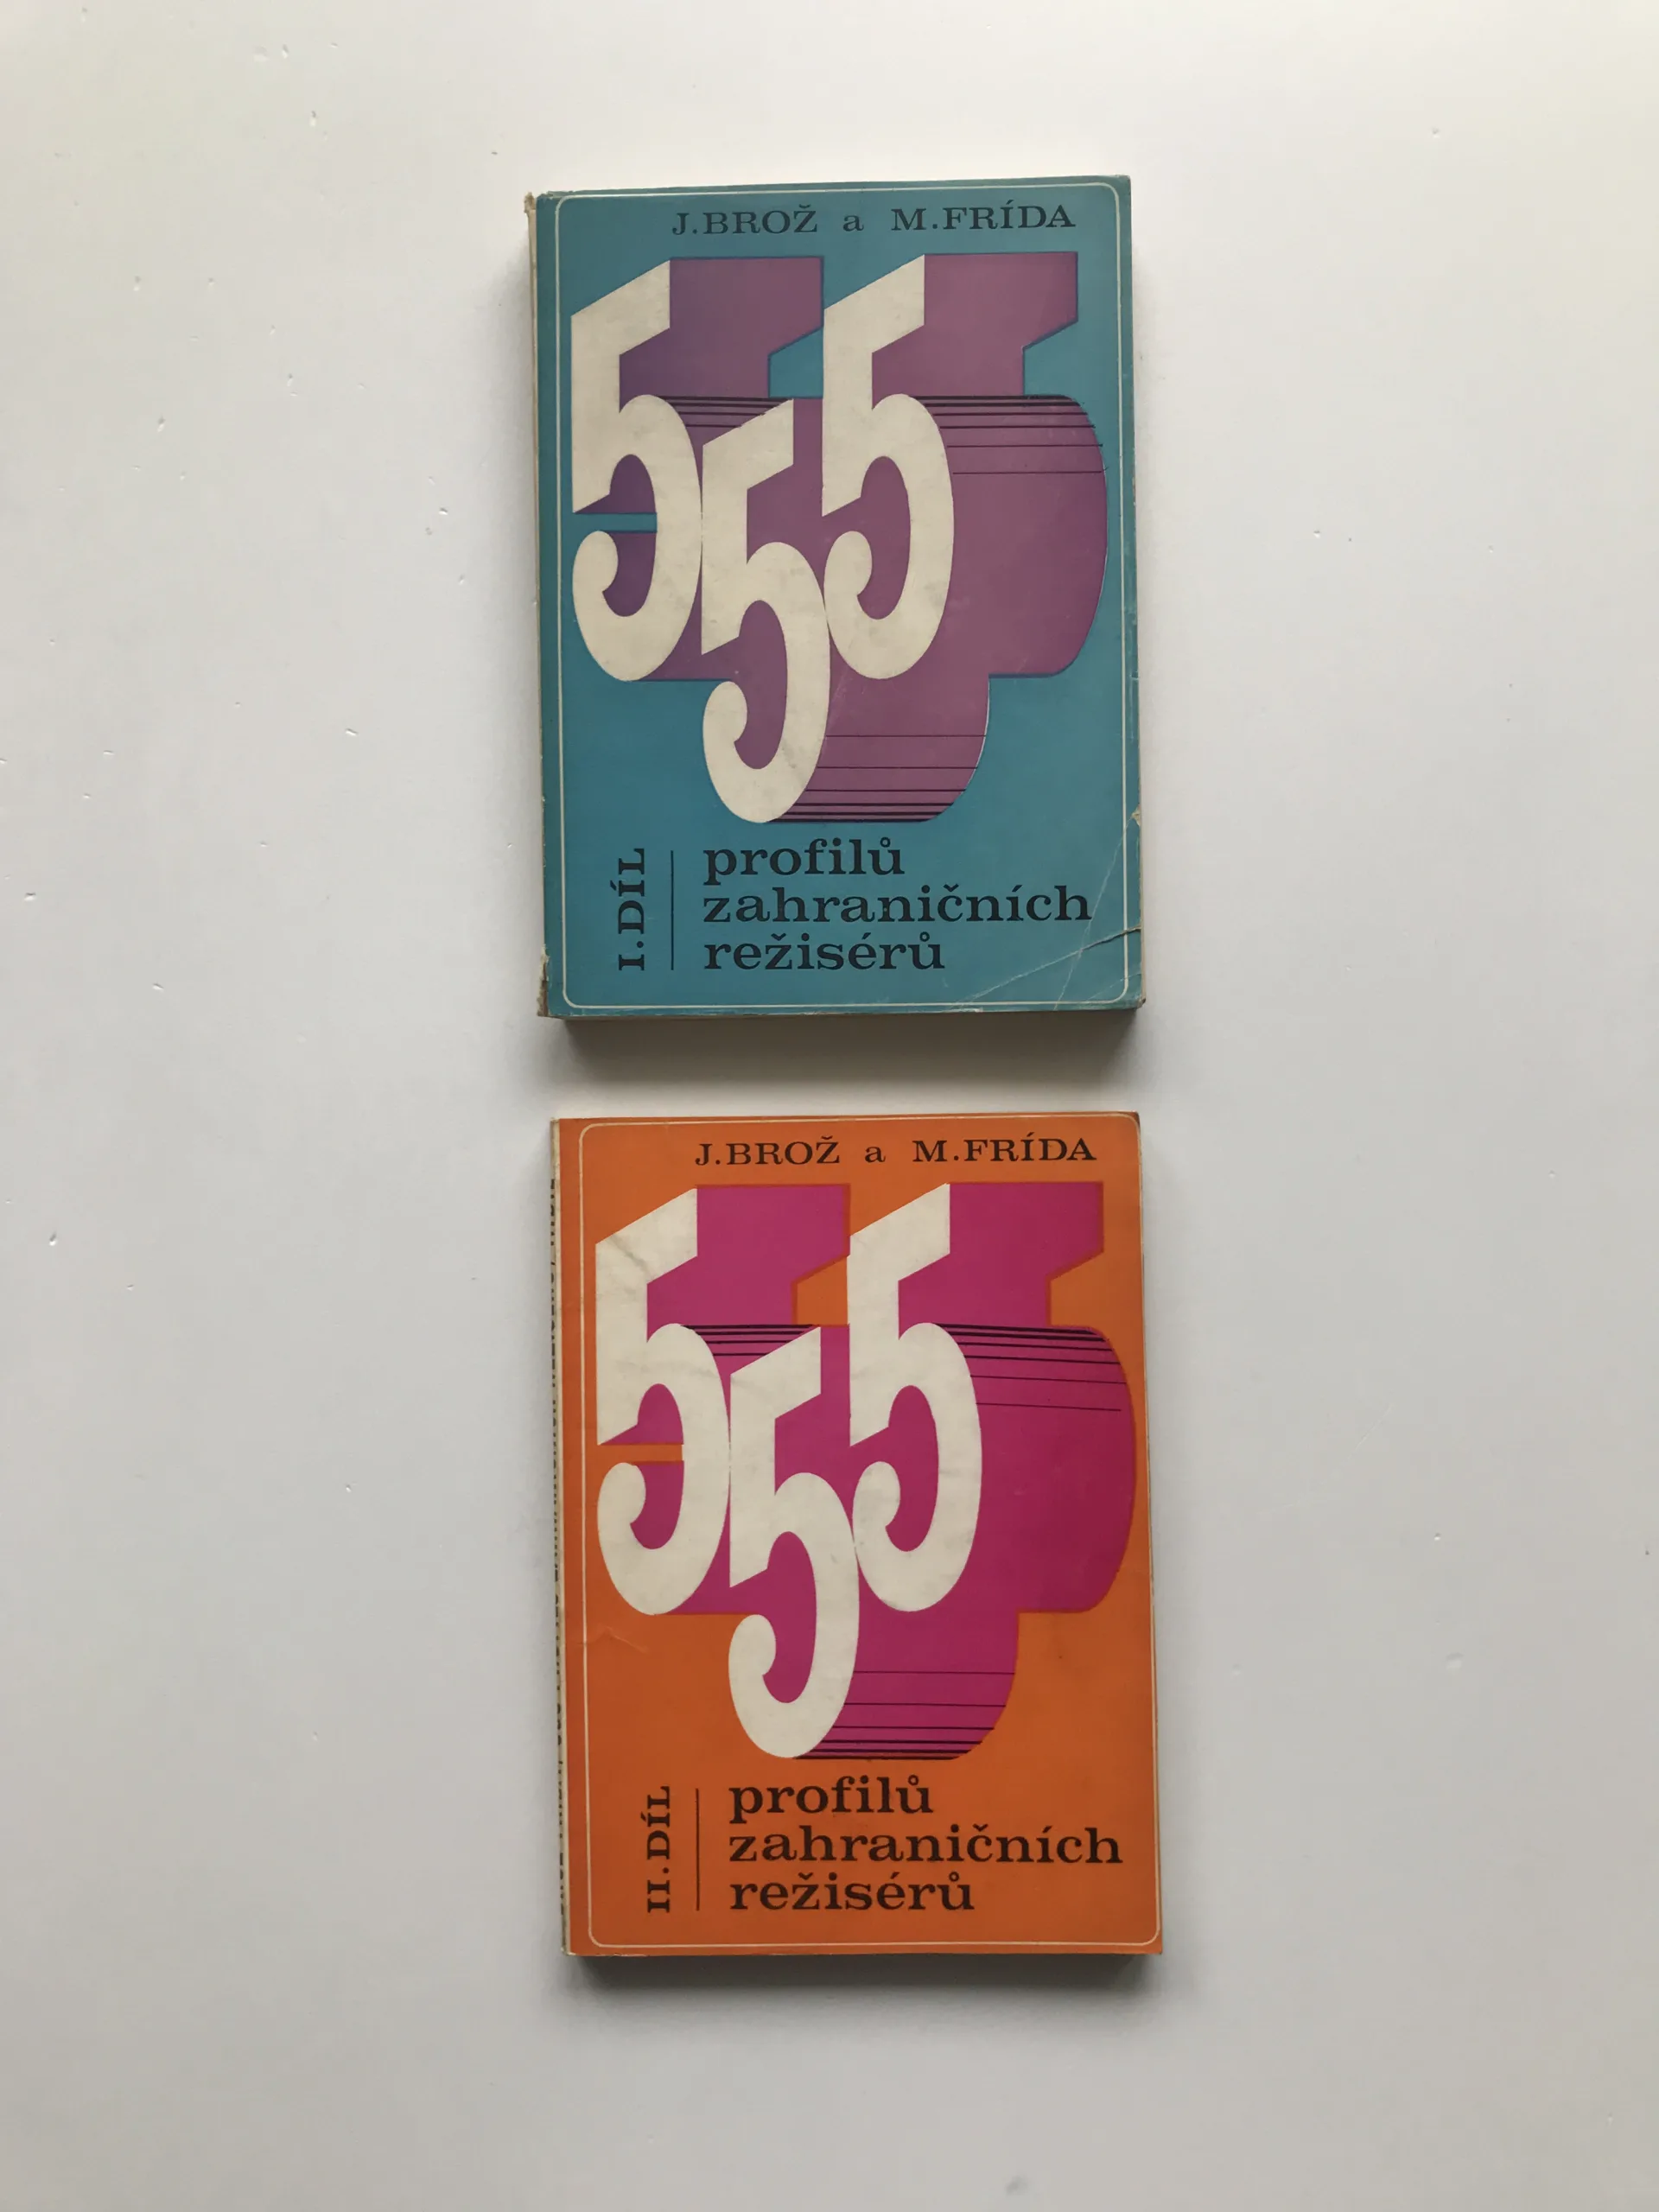 J.BROŽ a M.FRÍDA
555
I.DÍL
profilů
zahraničních
režisérů
J.BROŽ a M.FRÍDA
555
II.DÍL
profilů
zahraničních
režisérů